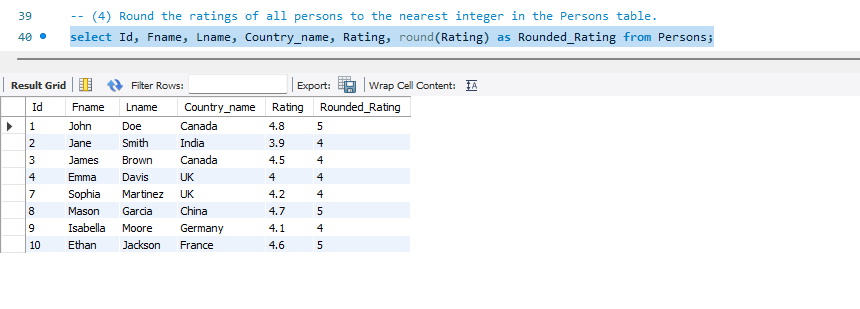 39 -- (4) Round the ratings of all persons to the nearest integer in the Persons table.
40 select Id, Fname, Lname, Country_name, Rating, round(Rating) as Rounded_Rating from Persons;
Result Grid Filter Rows: Export: Wrap Cell Content:
Id Fname Lname Country_name Rating Rounded_Rating
1 John Doe Canada 4.8 5
2 Jane Smith India 3.9 4
3 James Brown Canada 4.5 4
4 Emma Davis UK 4 4
7 Sophia Martinez UK 4.2 4
8 Mason Garcia China 4.7 5
9 Isabella Moore Germany 4.1 4
10 Ethan Jackson France 4.6 5